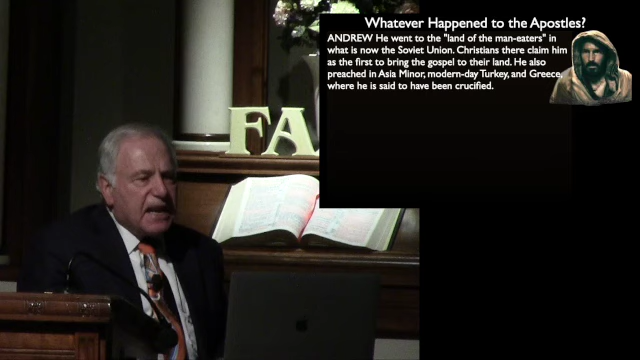 Whatever Happened to the Apostles?
ANDREW He went to the "land of the man-eaters" in
what is now the Soviet Union. Christians there claim him
as the first to bring the gospel to their land. He also
preached in Asia Minor, modern-day Turkey, and Greece,
where he is said to have been crucified.
FA